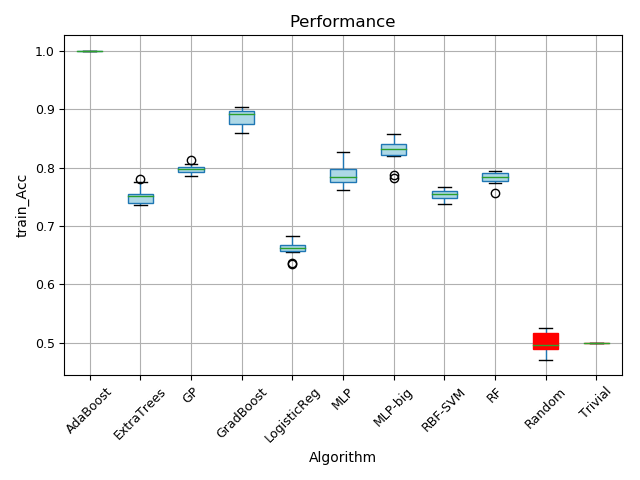 Performance
train_Acc
1.0
0.9
0.8
0.7
0.6
0.5
AdaBoost
ExtraTrees
GP
GradBoost
LogisticReg
MLP
MLP-big
RBF-SVM
RF
Random
Trivial
Algorithm